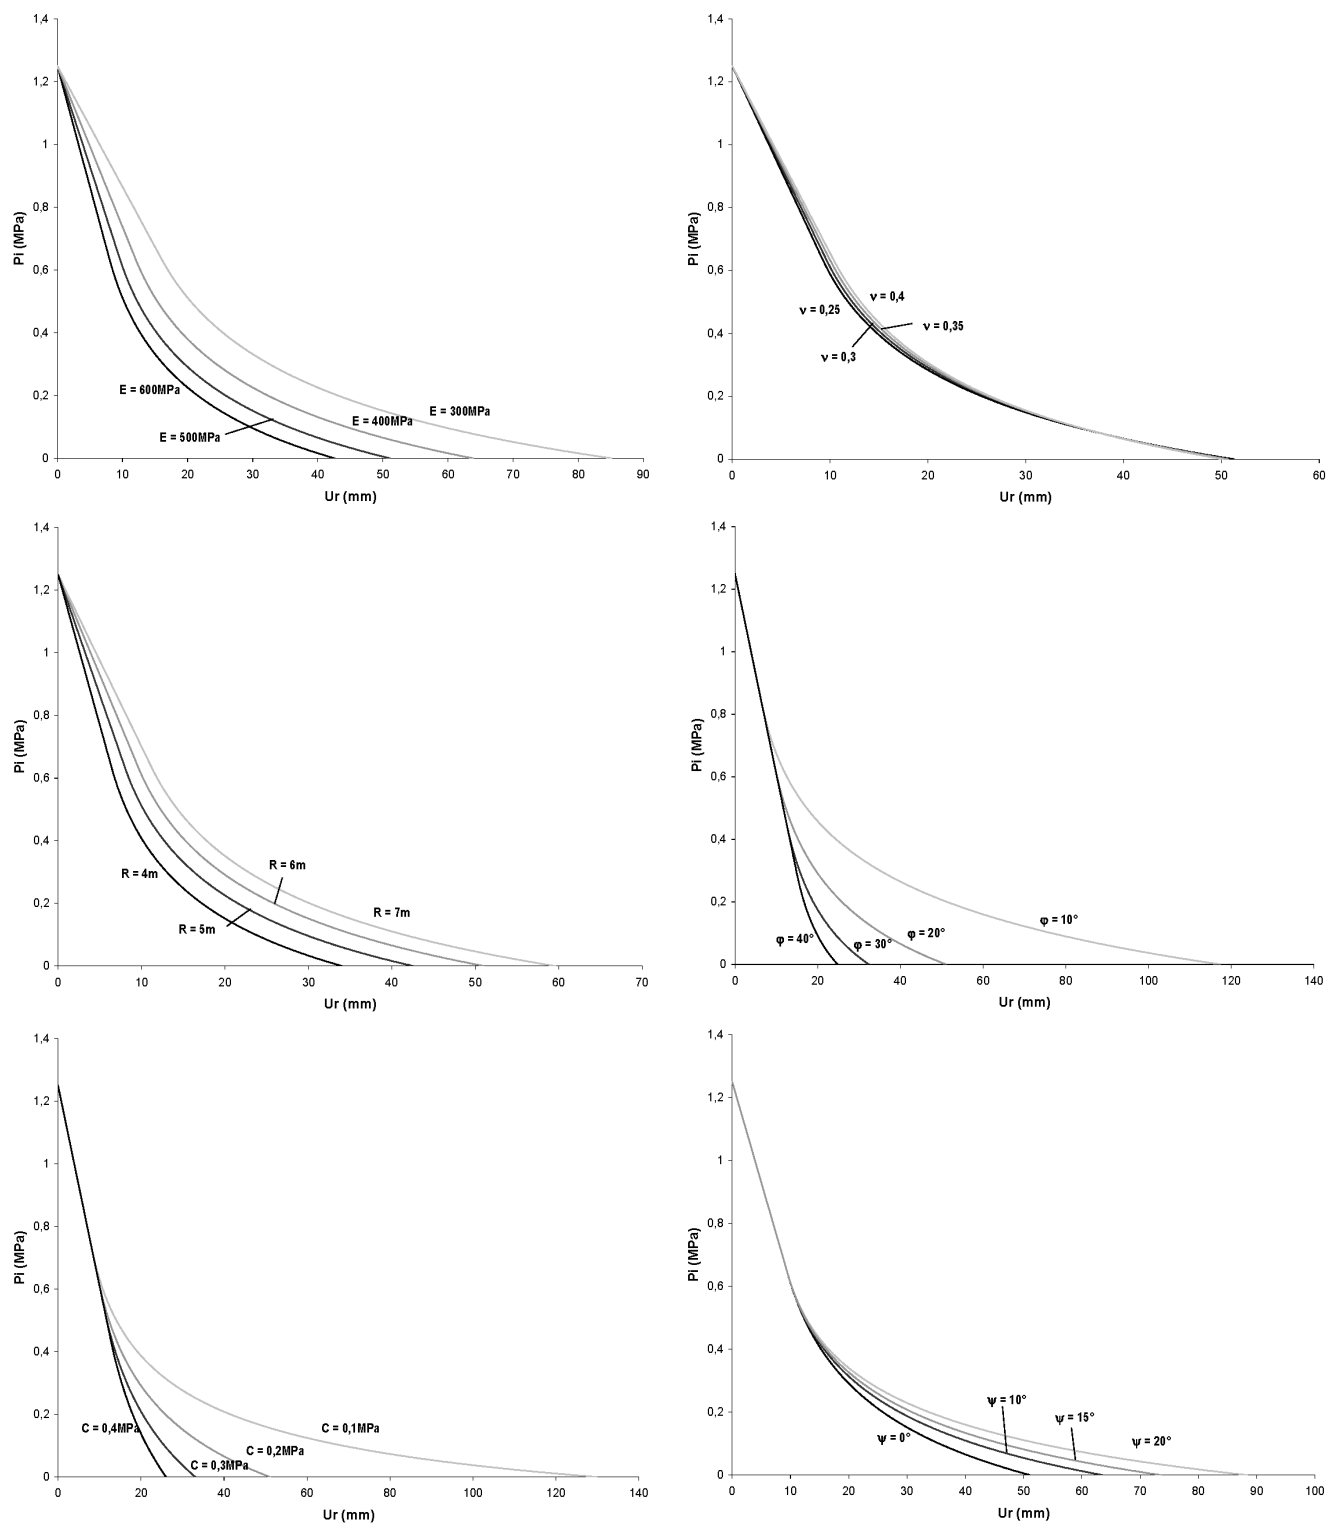 1,4
1,2
1
0,8
0,6
0,4
0,2
0
Pi (MPa)
E = 600MPa
E = 500MPa
E = 400MPa
E = 300MPa
0 10 20 30 40 50 60 70 80 90
Ur (mm)
1,4
1,2
1
0,8
0,6
0,4
0,2
0
Pi (MPa)
ν = 0,25
ν = 0,4
ν = 0,35
ν = 0,3
0 10 20 30 40 50 60
Ur (mm)
1,4
1,2
1
0,8
0,6
0,4
0,2
0
Pi (MPa)
R = 4m
R = 6m
R = 5m
R = 7m
0 10 20 30 40 50 60 70
Ur (mm)
1,4
1,2
1
0,8
0,6
0,4
0,2
0
Pi (MPa)
φ = 40°
φ = 30°
φ = 20°
φ = 10°
0 20 40 60 80 100 120 140
Ur (mm)
1,4
1,2
1
0,8
0,6
0,4
0,2
0
Pi (MPa)
C = 0,4MPa
C = 0,3MPa
C = 0,2MPa
C = 0,1MPa
0 20 40 60 80 100 120 140
Ur (mm)
1,4
1,2
1
0,8
0,6
0,4
0,2
0
Pi (MPa)
ψ = 0°
ψ = 10°
ψ = 15°
ψ = 20°
0 10 20 30 40 50 60 70 80 90 100
Ur (mm)